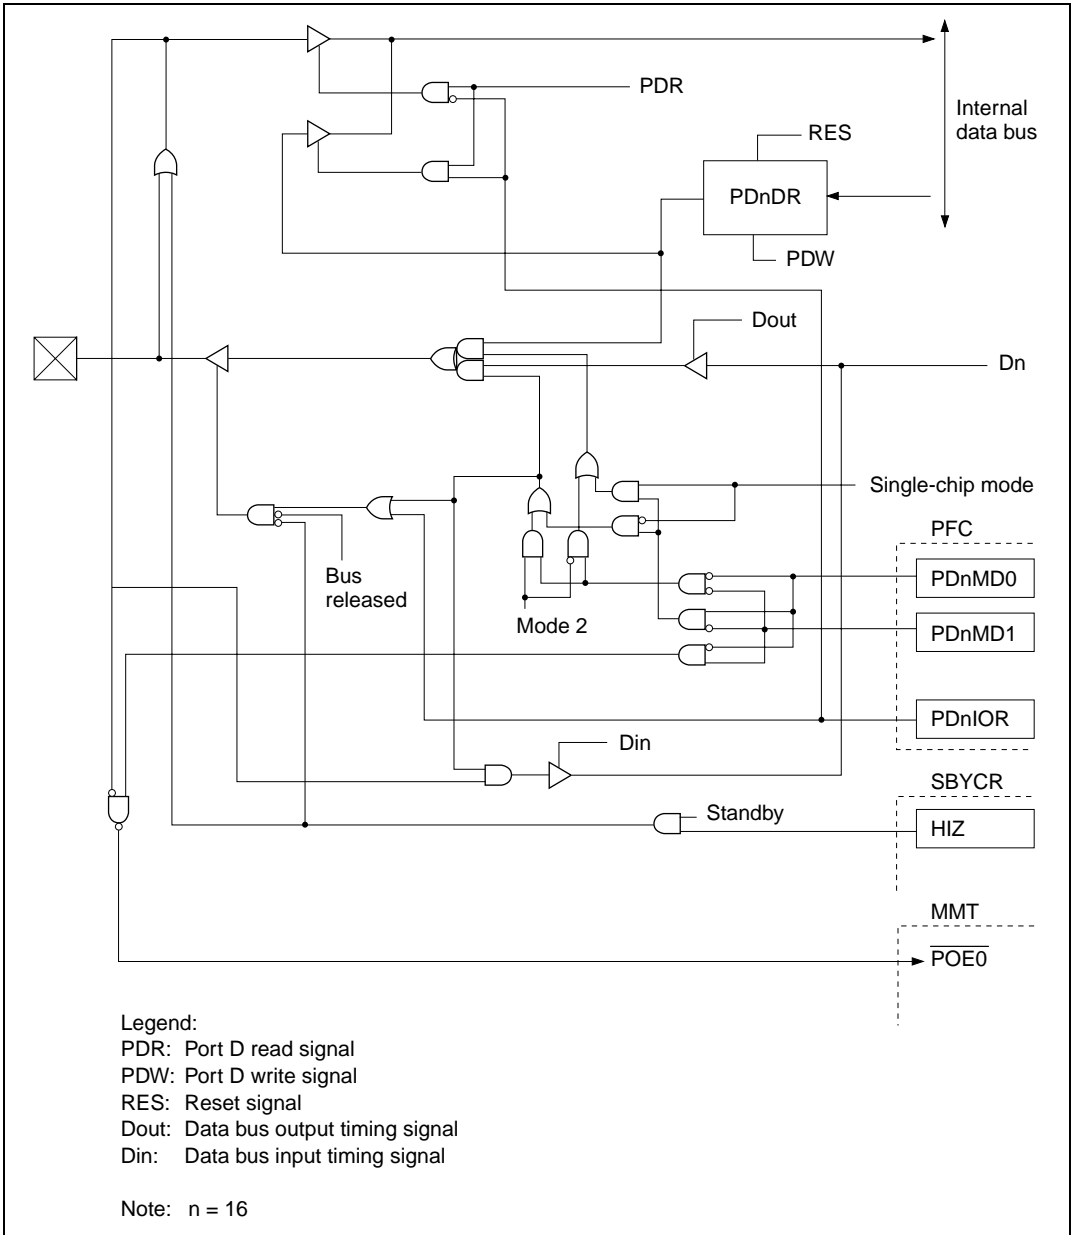 PDR
Internal
data bus
RES
PDnDR
PDW
Dout
Dn
Single-chip mode
PFC
PDnMD0
Bus
released
Mode 2
PDnMD1
PDnIOR
Din
SBYCR
Standby
HIZ
MMT
POE0
Legend:
PDR: Port D read signal
PDW: Port D write signal
RES: Reset signal
Dout: Data bus output timing signal
Din: Data bus input timing signal
Note: n = 16